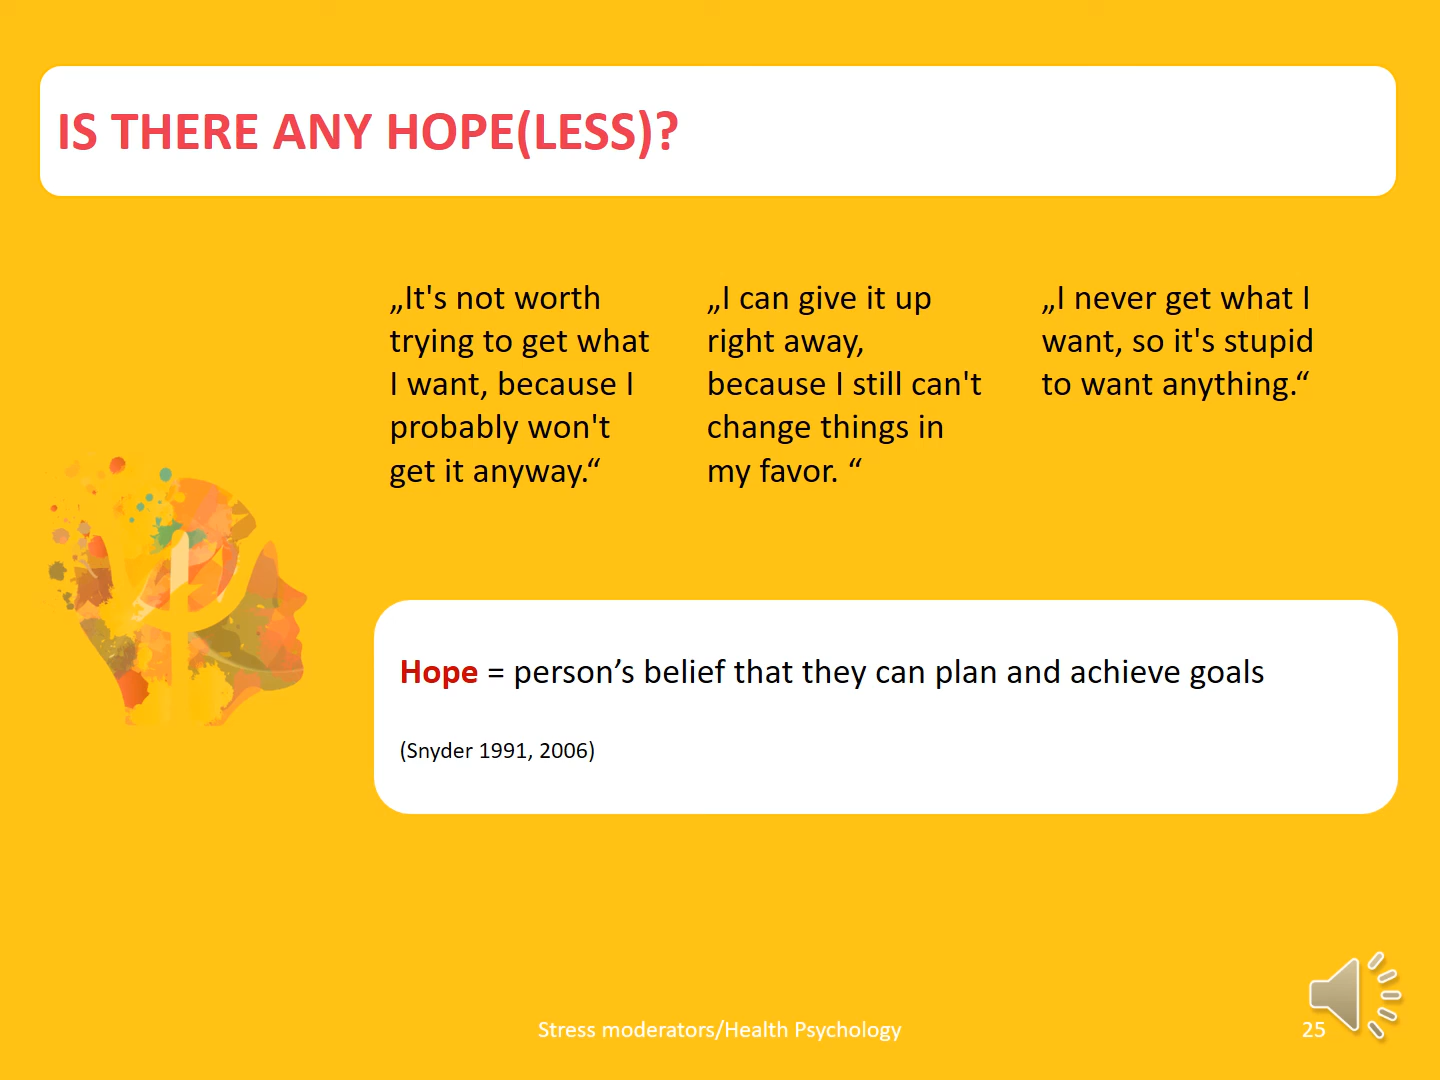 IS THERE ANY HOPE(LESS)?
„It's not worth
trying to get what
I want, because I
probably won't
get it anyway.“
„I can give it up
right away,
because I still can't
change things in
my favor. “
„I never get what I
want, so it's stupid
to want anything.“
Hope = person’s belief that they can plan and achieve goals
(Snyder 1991, 2006)
Stress moderators/Health Psychology
25